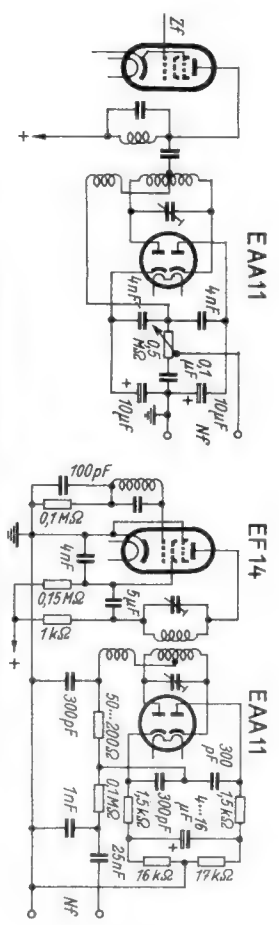 Zf
+
EAA11
4nF
4nF
0,5
MΩ
0,1
µF
+
10µF
+
10µF
Nf
EF14
100pF
0,1MΩ
4nF
5µF
0,15MΩ
1kΩ
+
EAA11
300
pF
1,5kΩ
300pF
4...16
µF
+
1,5kΩ
17kΩ
16kΩ
50...200Ω
0,1MΩ
300pF
1nF
25nF
Nf